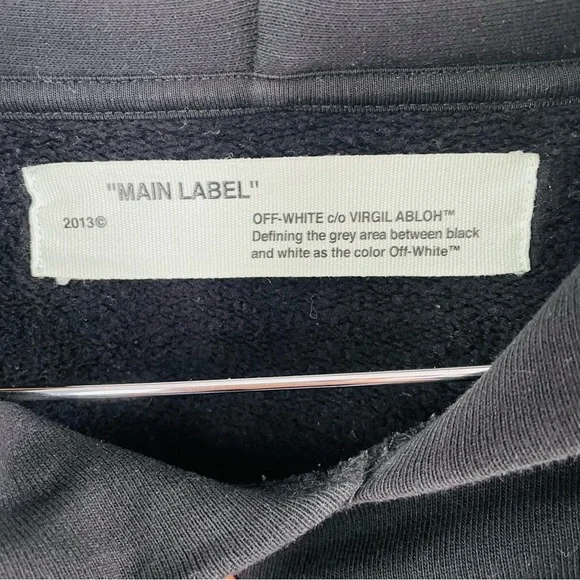 "MAIN LABEL"
2013©
OFF-WHITE c/o VIRGIL ABLOH™
Defining the grey area between black
and white as the color Off-White™